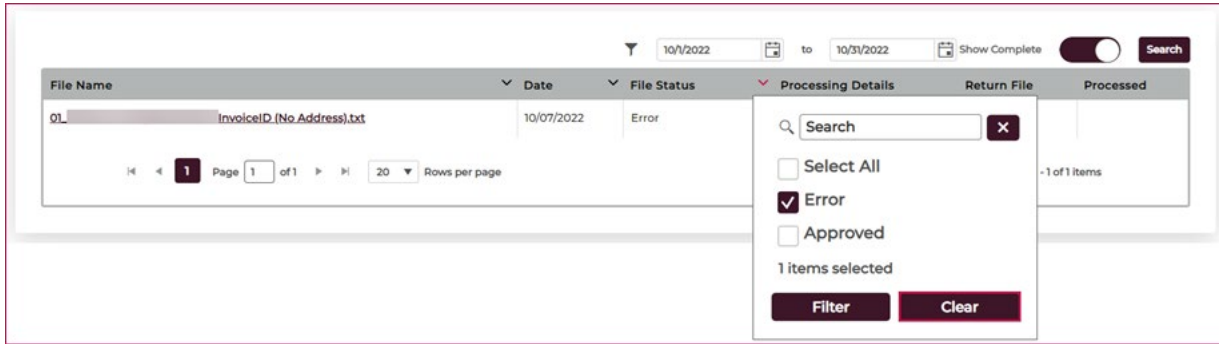 10/1/2022 to 10/31/2022 Show Complete Search
File Name Date File Status Processing Details Return File Processed
01_ InvoiceID (No Address).txt 10/07/2022 Error
Search
Select All
1 Page 1 of 1 20 Rows per page - 1 of 1 items
Error
Approved
1 items selected
Filter Clear